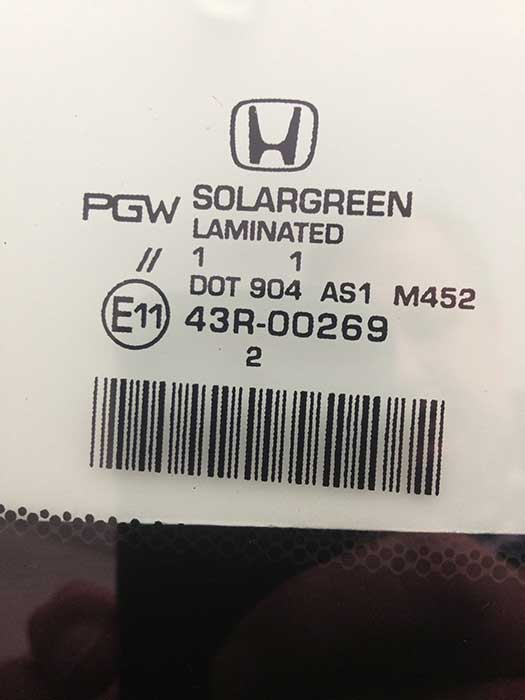 PGW SOLARGREEN
LAMINATED
// 1 1
DOT 904 AS1 M452
E11 43R-00269
2